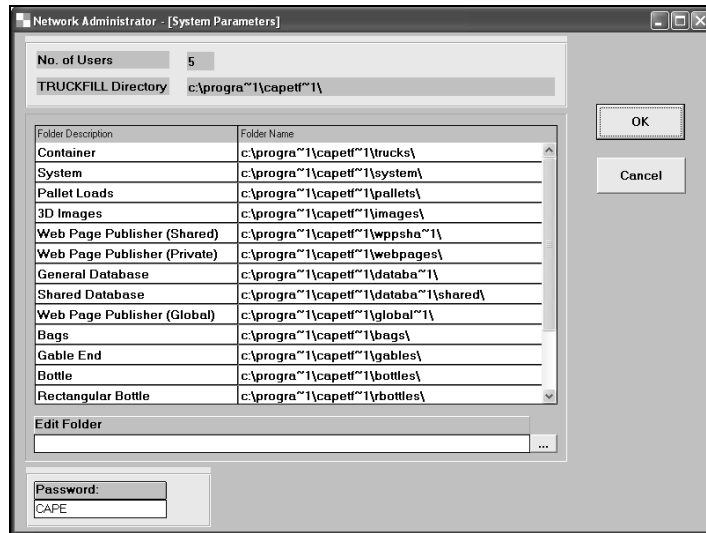 Network Administrator - [System Parameters]
No. of Users 5
TRUCKFILL Directory c:\progra~1\capetf~1\
OK
Folder Description Folder Name
Container c:\progra~1\capetf~1\trucks\
System c:\progra~1\capetf~1\system\
Cancel
Pallet Loads c:\progra~1\capetf~1\pallets\
3D Images c:\progra~1\capetf~1\images\
Web Page Publisher (Shared) c:\progra~1\capetf~1\wppsha~1\
Web Page Publisher (Private) c:\progra~1\capetf~1\webpages\
General Database c:\progra~1\capetf~1\databa~1\
Shared Database c:\progra~1\capetf~1\databa~1\shared\
Web Page Publisher (Global) c:\progra~1\capetf~1\global~1\
Bags c:\progra~1\capetf~1\bags\
Gable End c:\progra~1\capetf~1\gables\
Bottle c:\progra~1\capetf~1\bottles\
Rectangular Bottle c:\progra~1\capetf~1\rbottles\
Edit Folder
...
Password:
CAPE